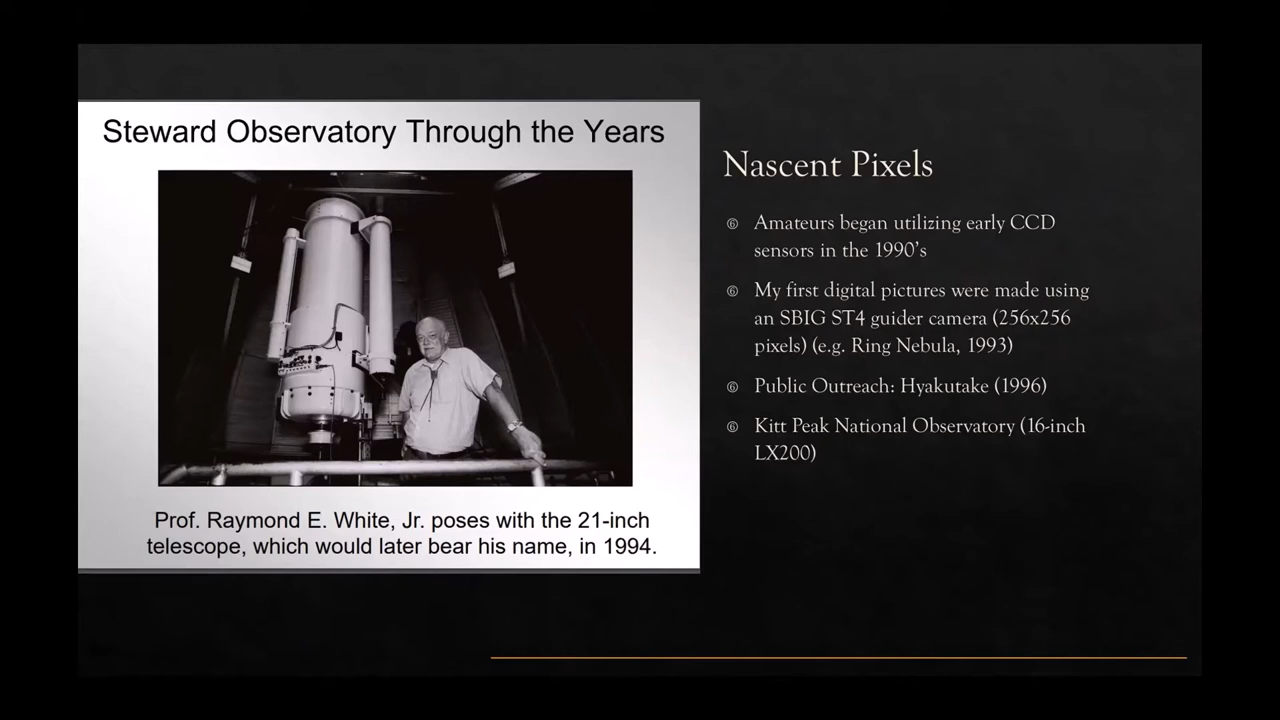 Steward Observatory Through the Years
Prof. Raymond E. White, Jr. poses with the 21-inch
telescope, which would later bear his name, in 1994.
Nascent Pixels
Amateurs began utilizing early CCD
sensors in the 1990’s
My first digital pictures were made using
an SBIG ST4 guider camera (256x256
pixels) (e.g. Ring Nebula, 1993)
Public Outreach: Hyakutake (1996)
Kitt Peak National Observatory (16-inch
LX200)